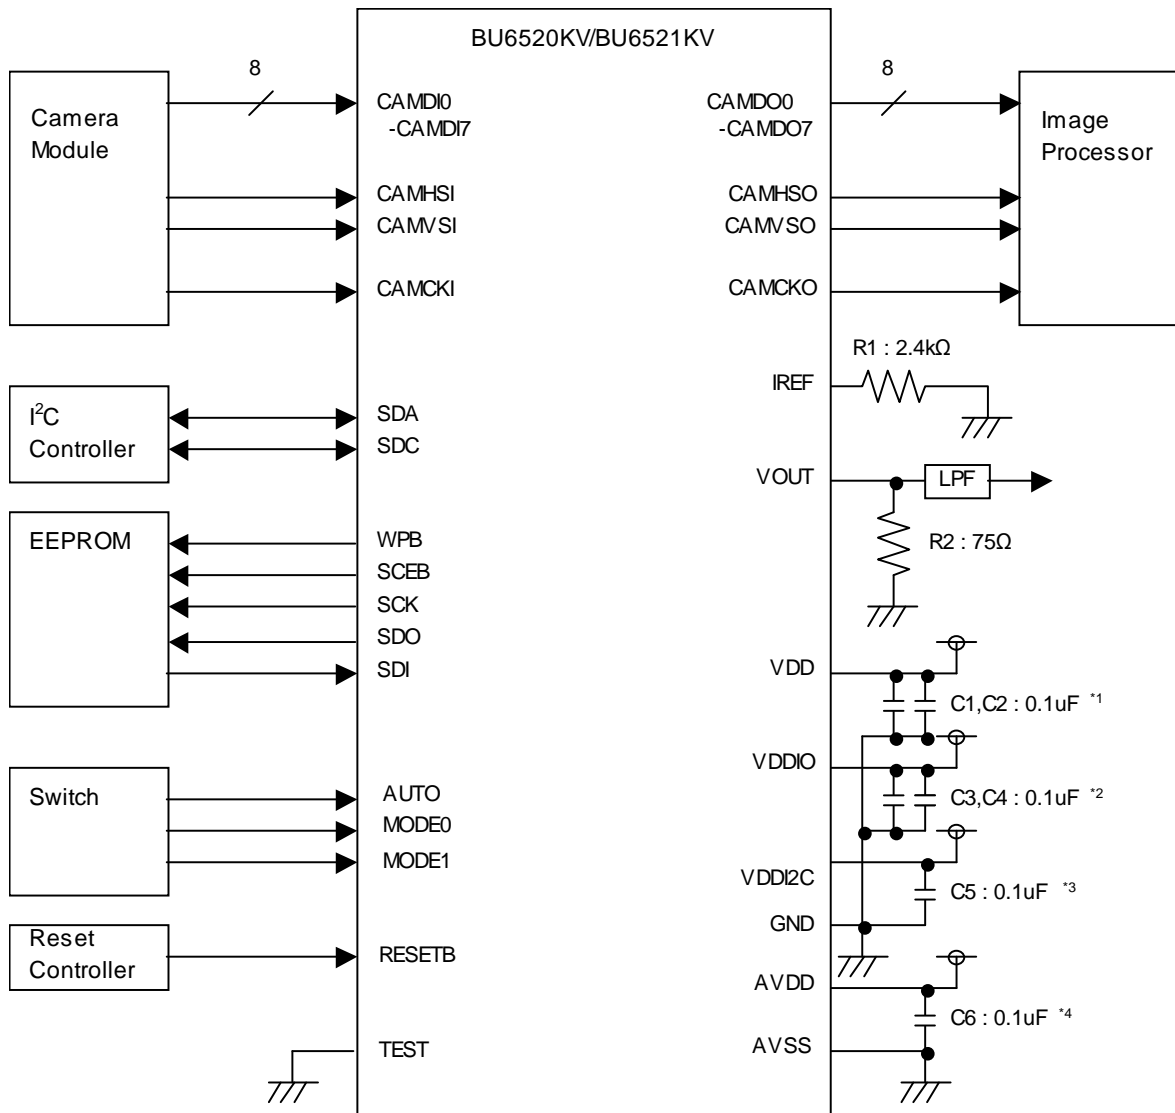 BU6520KV/BU6521KV
8
Camera
Module
CAMDI0
-CAMDI7
CAMHSI
CAMVSI
CAMCKI
8
CAMDO0
-CAMDO7
CAMHSO
CAMVSO
CAMCKO
Image
Processor
I²C
Controller
SDA
SDC
IREF
R1 : 2.4kΩ
VOUT
LPF
R2 : 75Ω
EEPROM
WPB
SCEB
SCK
SDO
SDI
VDD
C1,C2 : 0.1uF *1
VDDIO
C3,C4 : 0.1uF *2
Switch
AUTO
MODE0
MODE1
VDDI2C
C5 : 0.1uF *3
GND
Reset
Controller
RESETB
AVDD
C6 : 0.1uF *4
AVSS
TEST